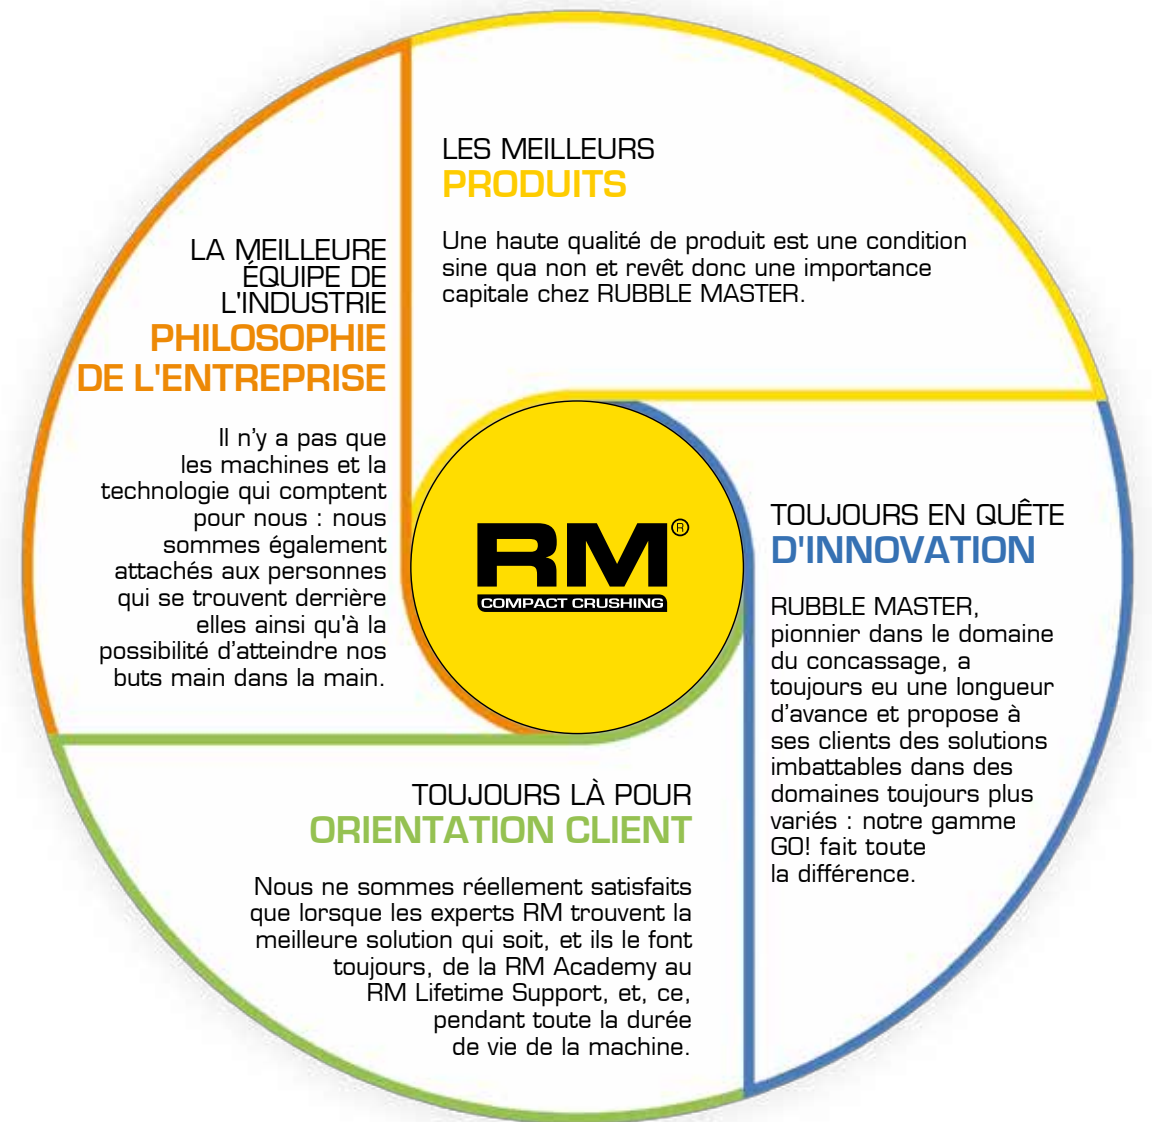 LES MEILLEURS
PRODUITS
Une haute qualité de produit est une condition
sine qua non et revêt donc une importance
capitale chez RUBBLE MASTER.
LA MEILLEURE
ÉQUIPE DE
L'INDUSTRIE
PHILOSOPHIE
DE L'ENTREPRISE
Il n'y a pas que
les machines et la
technologie qui comptent
pour nous : nous
sommes également
attachés aux personnes
qui se trouvent derrière
elles ainsi qu'à la
possibilité d'atteindre nos
buts main dans la main.
RM®
COMPACT CRUSHING
TOUJOURS EN QUÊTE
D'INNOVATION
RUBBLE MASTER,
pionnier dans le domaine
du concassage, a
toujours eu une longueur
d'avance et propose à
ses clients des solutions
imbattables dans des
domaines toujours plus
variés : notre gamme
GO! fait toute
la différence.
TOUJOURS LÀ POUR
ORIENTATION CLIENT
Nous ne sommes réellement satisfaits
que lorsque les experts RM trouvent la
meilleure solution qui soit, et ils le font
toujours, de la RM Academy au
RM Lifetime Support, et, ce,
pendant toute la durée
de vie de la machine.